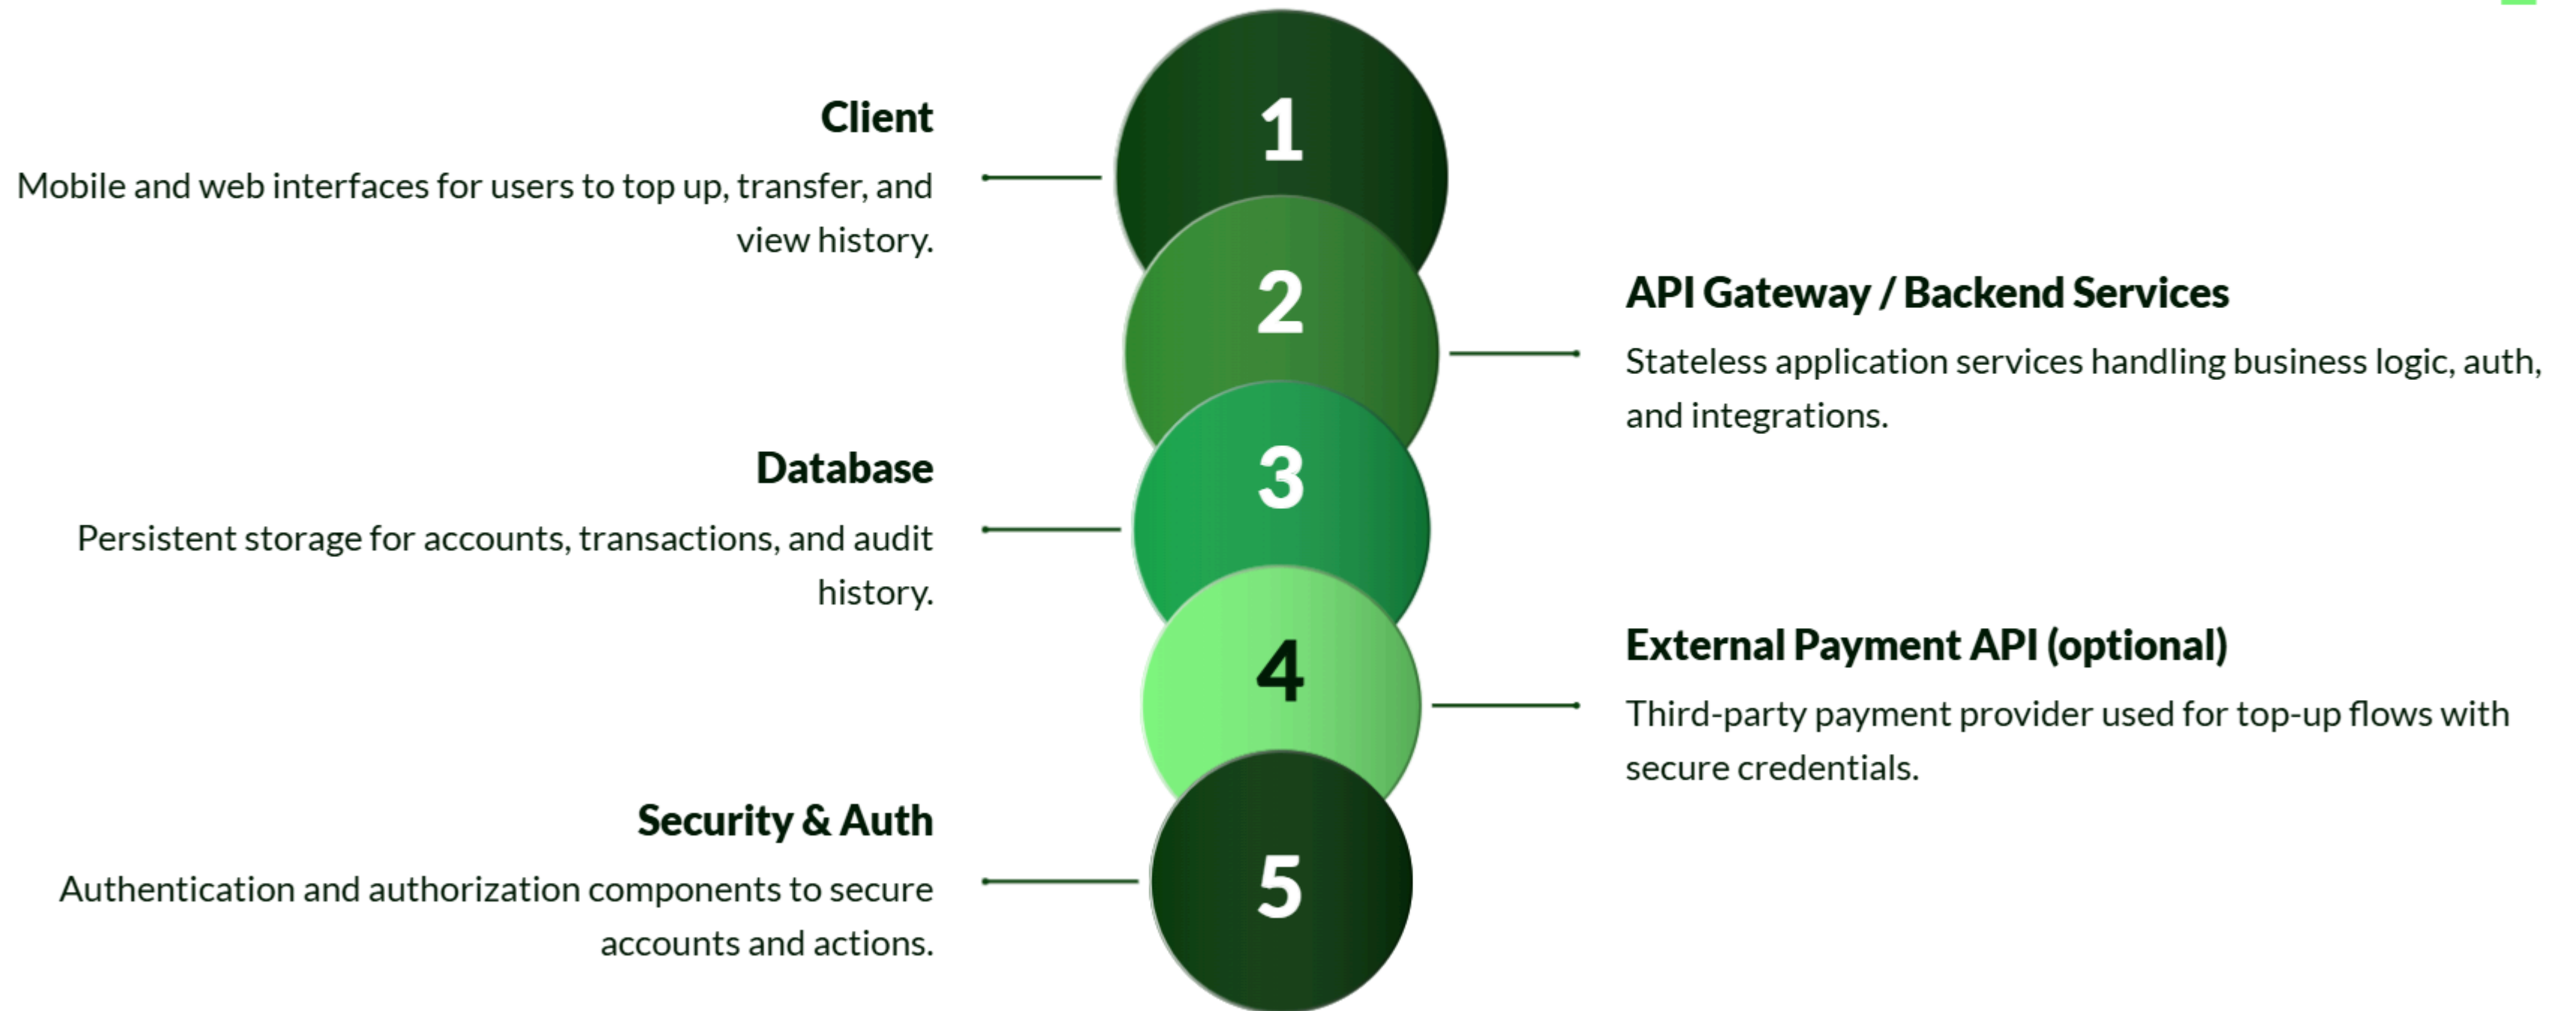 1
Client
Mobile and web interfaces for users to top up, transfer, and
view history.
2
API Gateway / Backend Services
Stateless application services handling business logic, auth,
and integrations.
3
Database
Persistent storage for accounts, transactions, and audit
history.
4
External Payment API (optional)
Third-party payment provider used for top-up flows with
secure credentials.
5
Security & Auth
Authentication and authorization components to secure
accounts and actions.